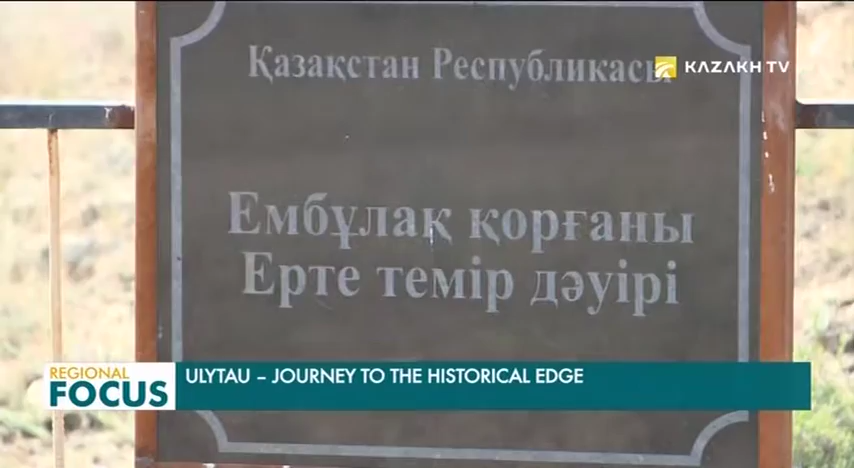 Қазақстан Республикасы
KAZAKH TV
Ембұлақ қорғаны
Ерте темір дәуірі
REGIONAL
FOCUS
ULYTAU – JOURNEY TO THE HISTORICAL EDGE